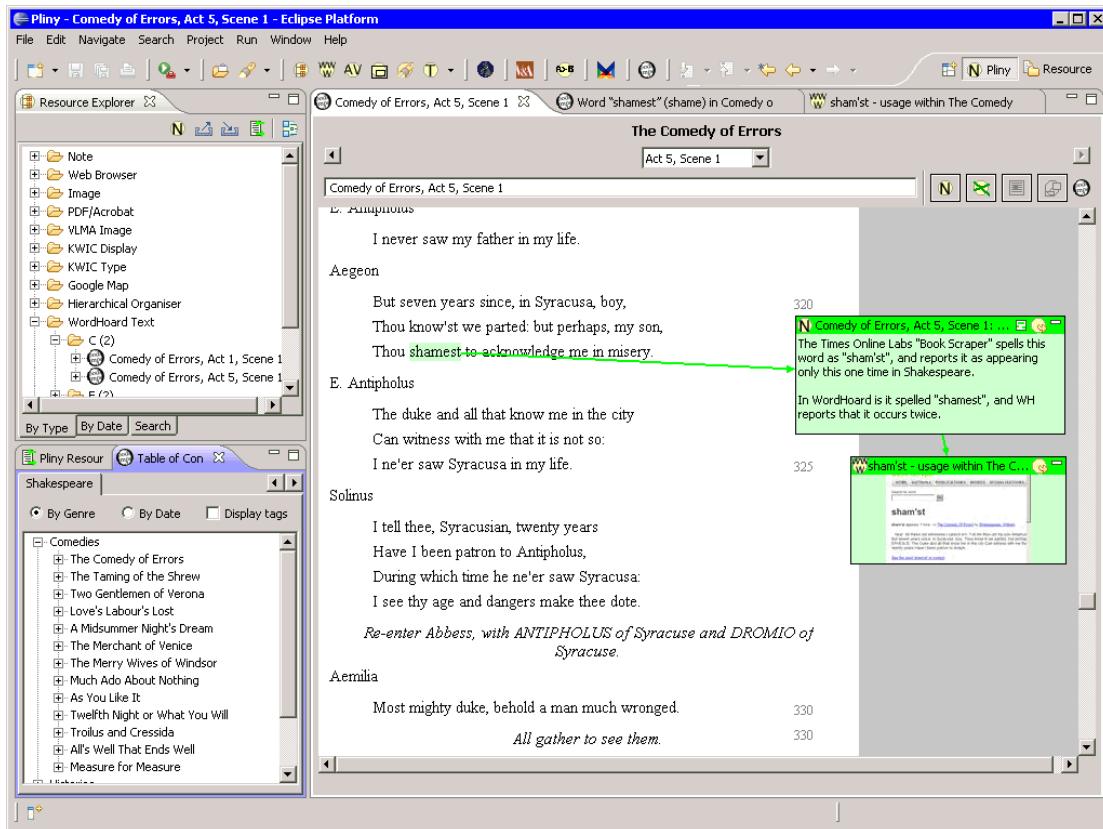 Pliny - Comedy of Errors, Act 5, Scene 1 - Eclipse Platform
File Edit Navigate Search Project Run Window Help
Pliny Resource
Resource Explorer
Note
Web Browser
Image
PDF/Acrobat
VLMA Image
KWIC Display
KWIC Type
Google Map
Hierarchical Organiser
WordHoard Text
C (2)
Comedy of Errors, Act 1, Scene 1
Comedy of Errors, Act 5, Scene 1
E (2)
By Type By Date Search
Pliny Resour Table of Con
Shakespeare
By Genre By Date Display tags
Comedies
The Comedy of Errors
The Taming of the Shrew
Two Gentlemen of Verona
Love's Labour's Lost
A Midsummer Night's Dream
The Merchant of Venice
The Merry Wives of Windsor
Much Ado About Nothing
As You Like It
Twelfth Night or What You Will
Troilus and Cressida
All's Well That Ends Well
Measure for Measure
Comedy of Errors, Act 5, Scene 1 Word "shamest" (shame) in Comedy o sham'st - usage within The Comedy
The Comedy of Errors
Act 5, Scene 1
Comedy of Errors, Act 5, Scene 1
E. Antipholus
I never saw my father in my life.
Aegeon
But seven years since, in Syracusa, boy, 320
Thou know'st we parted: but perhaps, my son,
Thou shamest to acknowledge me in misery.
E. Antipholus
The duke and all that know me in the city
Can witness with me that it is not so:
I ne'er saw Syracusa in my life. 325
Solinus
I tell thee, Syracusian, twenty years
Have I been patron to Antipholus,
During which time he ne'er saw Syracusa:
I see thy age and dangers make thee dote.
Re-enter Abbess, with ANTIPHOLUS of Syracuse and DROMIO of
Syracuse.
Aemilia
Most mighty duke, behold a man much wronged. 330
All gather to see them. 330
N Comedy of Errors, Act 5, Scene 1: ...
The Times Online Labs "Book Scraper" spells this
word as "sham'st", and reports it as appearing
only this one time in Shakespeare.
In WordHoard is it spelled "shamest", and WH
reports that it occurs twice.
sham'st - usage within The C...
sham'st